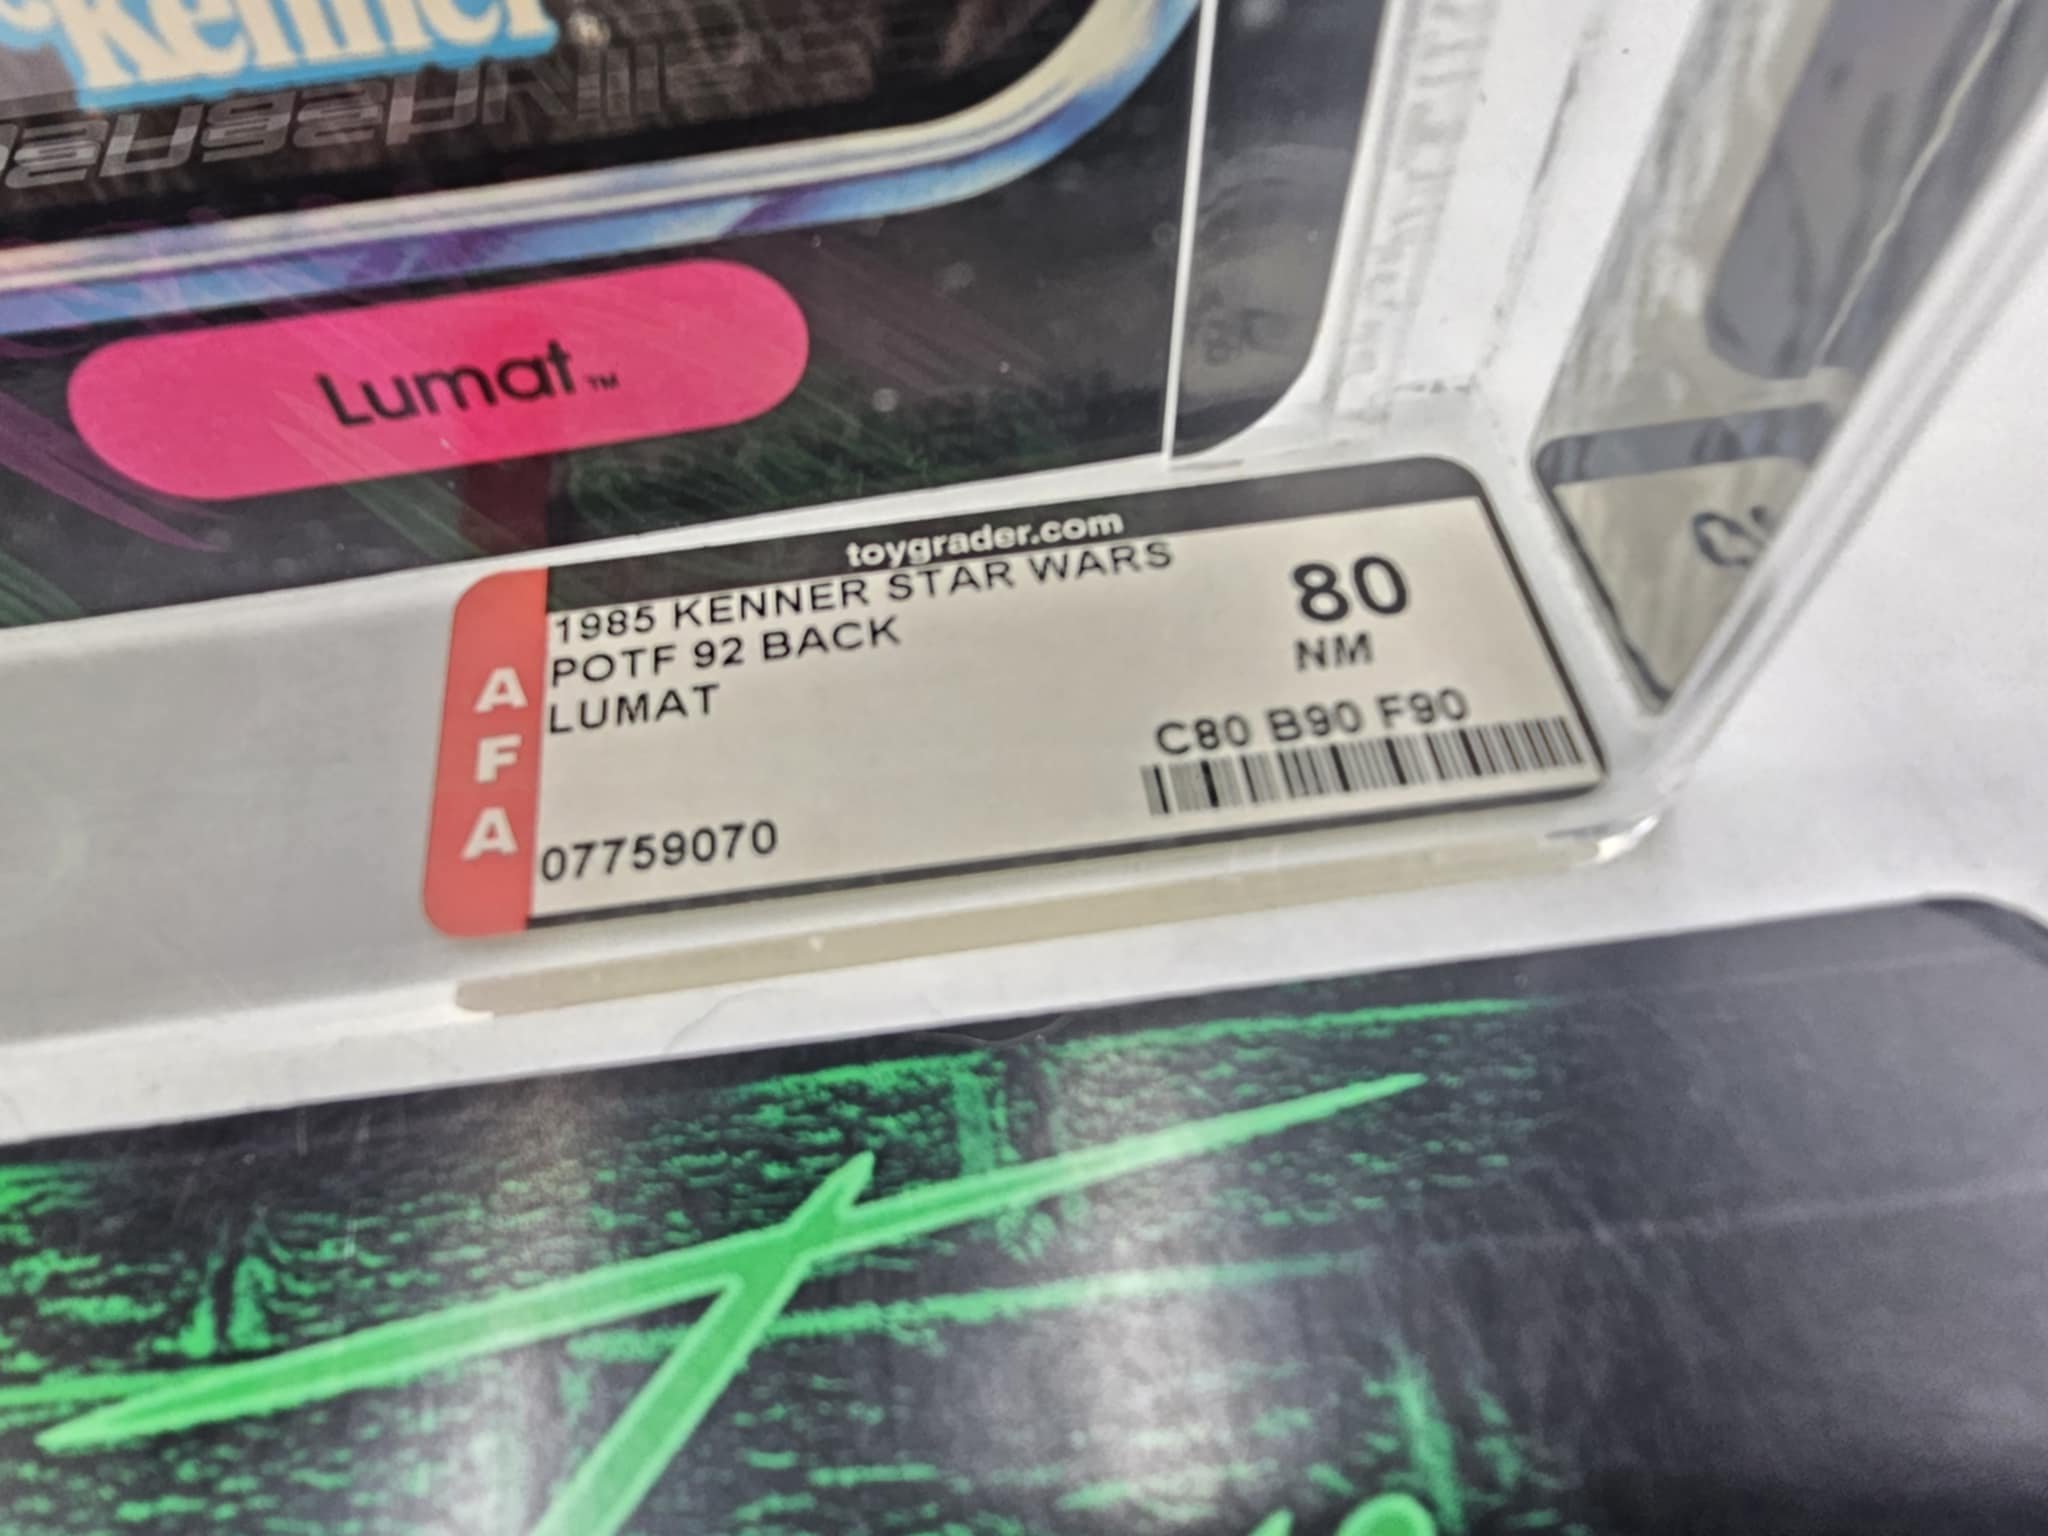 Kenner
Lumat™
toygrader.com
1985 KENNER STAR WARS
POTF 92 BACK
LUMAT
80
NM
C80 B90 F90
AFA
07759070